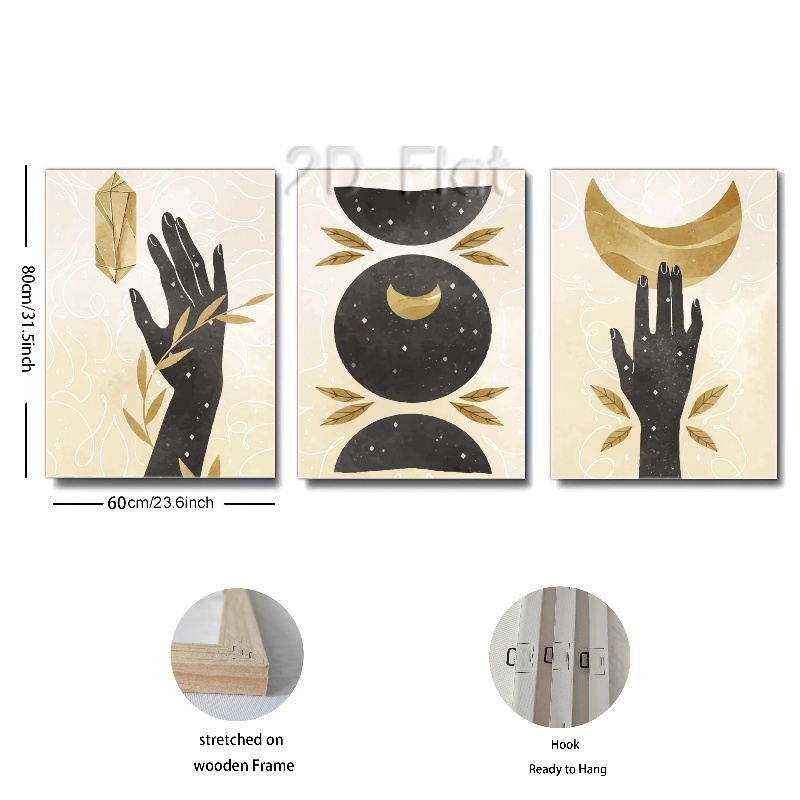 2D Flat
80cm/31.5inch
60cm/23.6inch
stretched on
wooden Frame
Hook
Ready to Hang